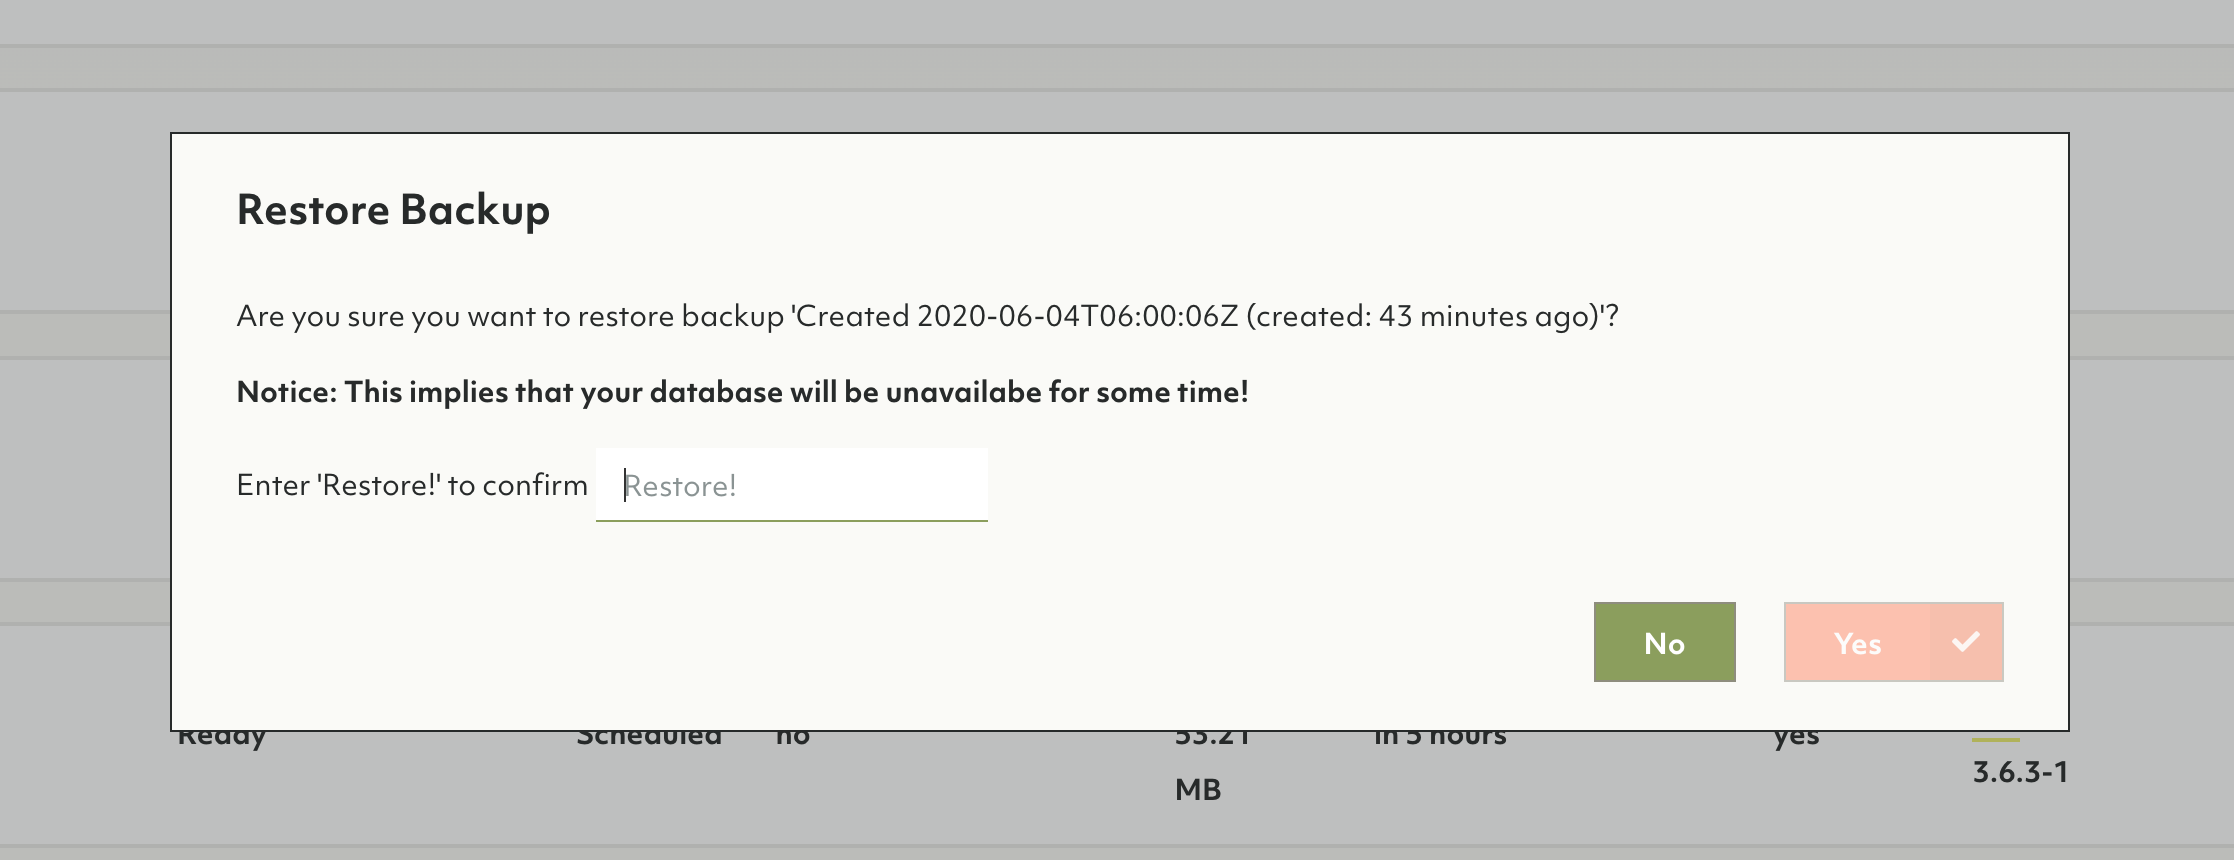 Restore Backup
Are you sure you want to restore backup 'Created 2020-06-04T06:00:06Z (created: 43 minutes ago)'?
Notice: This implies that your database will be unavailabe for some time!
Enter 'Restore!' to confirm Restore!
No Yes
Ready Scheduled no 53.21 in 5 hours yes
3.6.3-1
MB